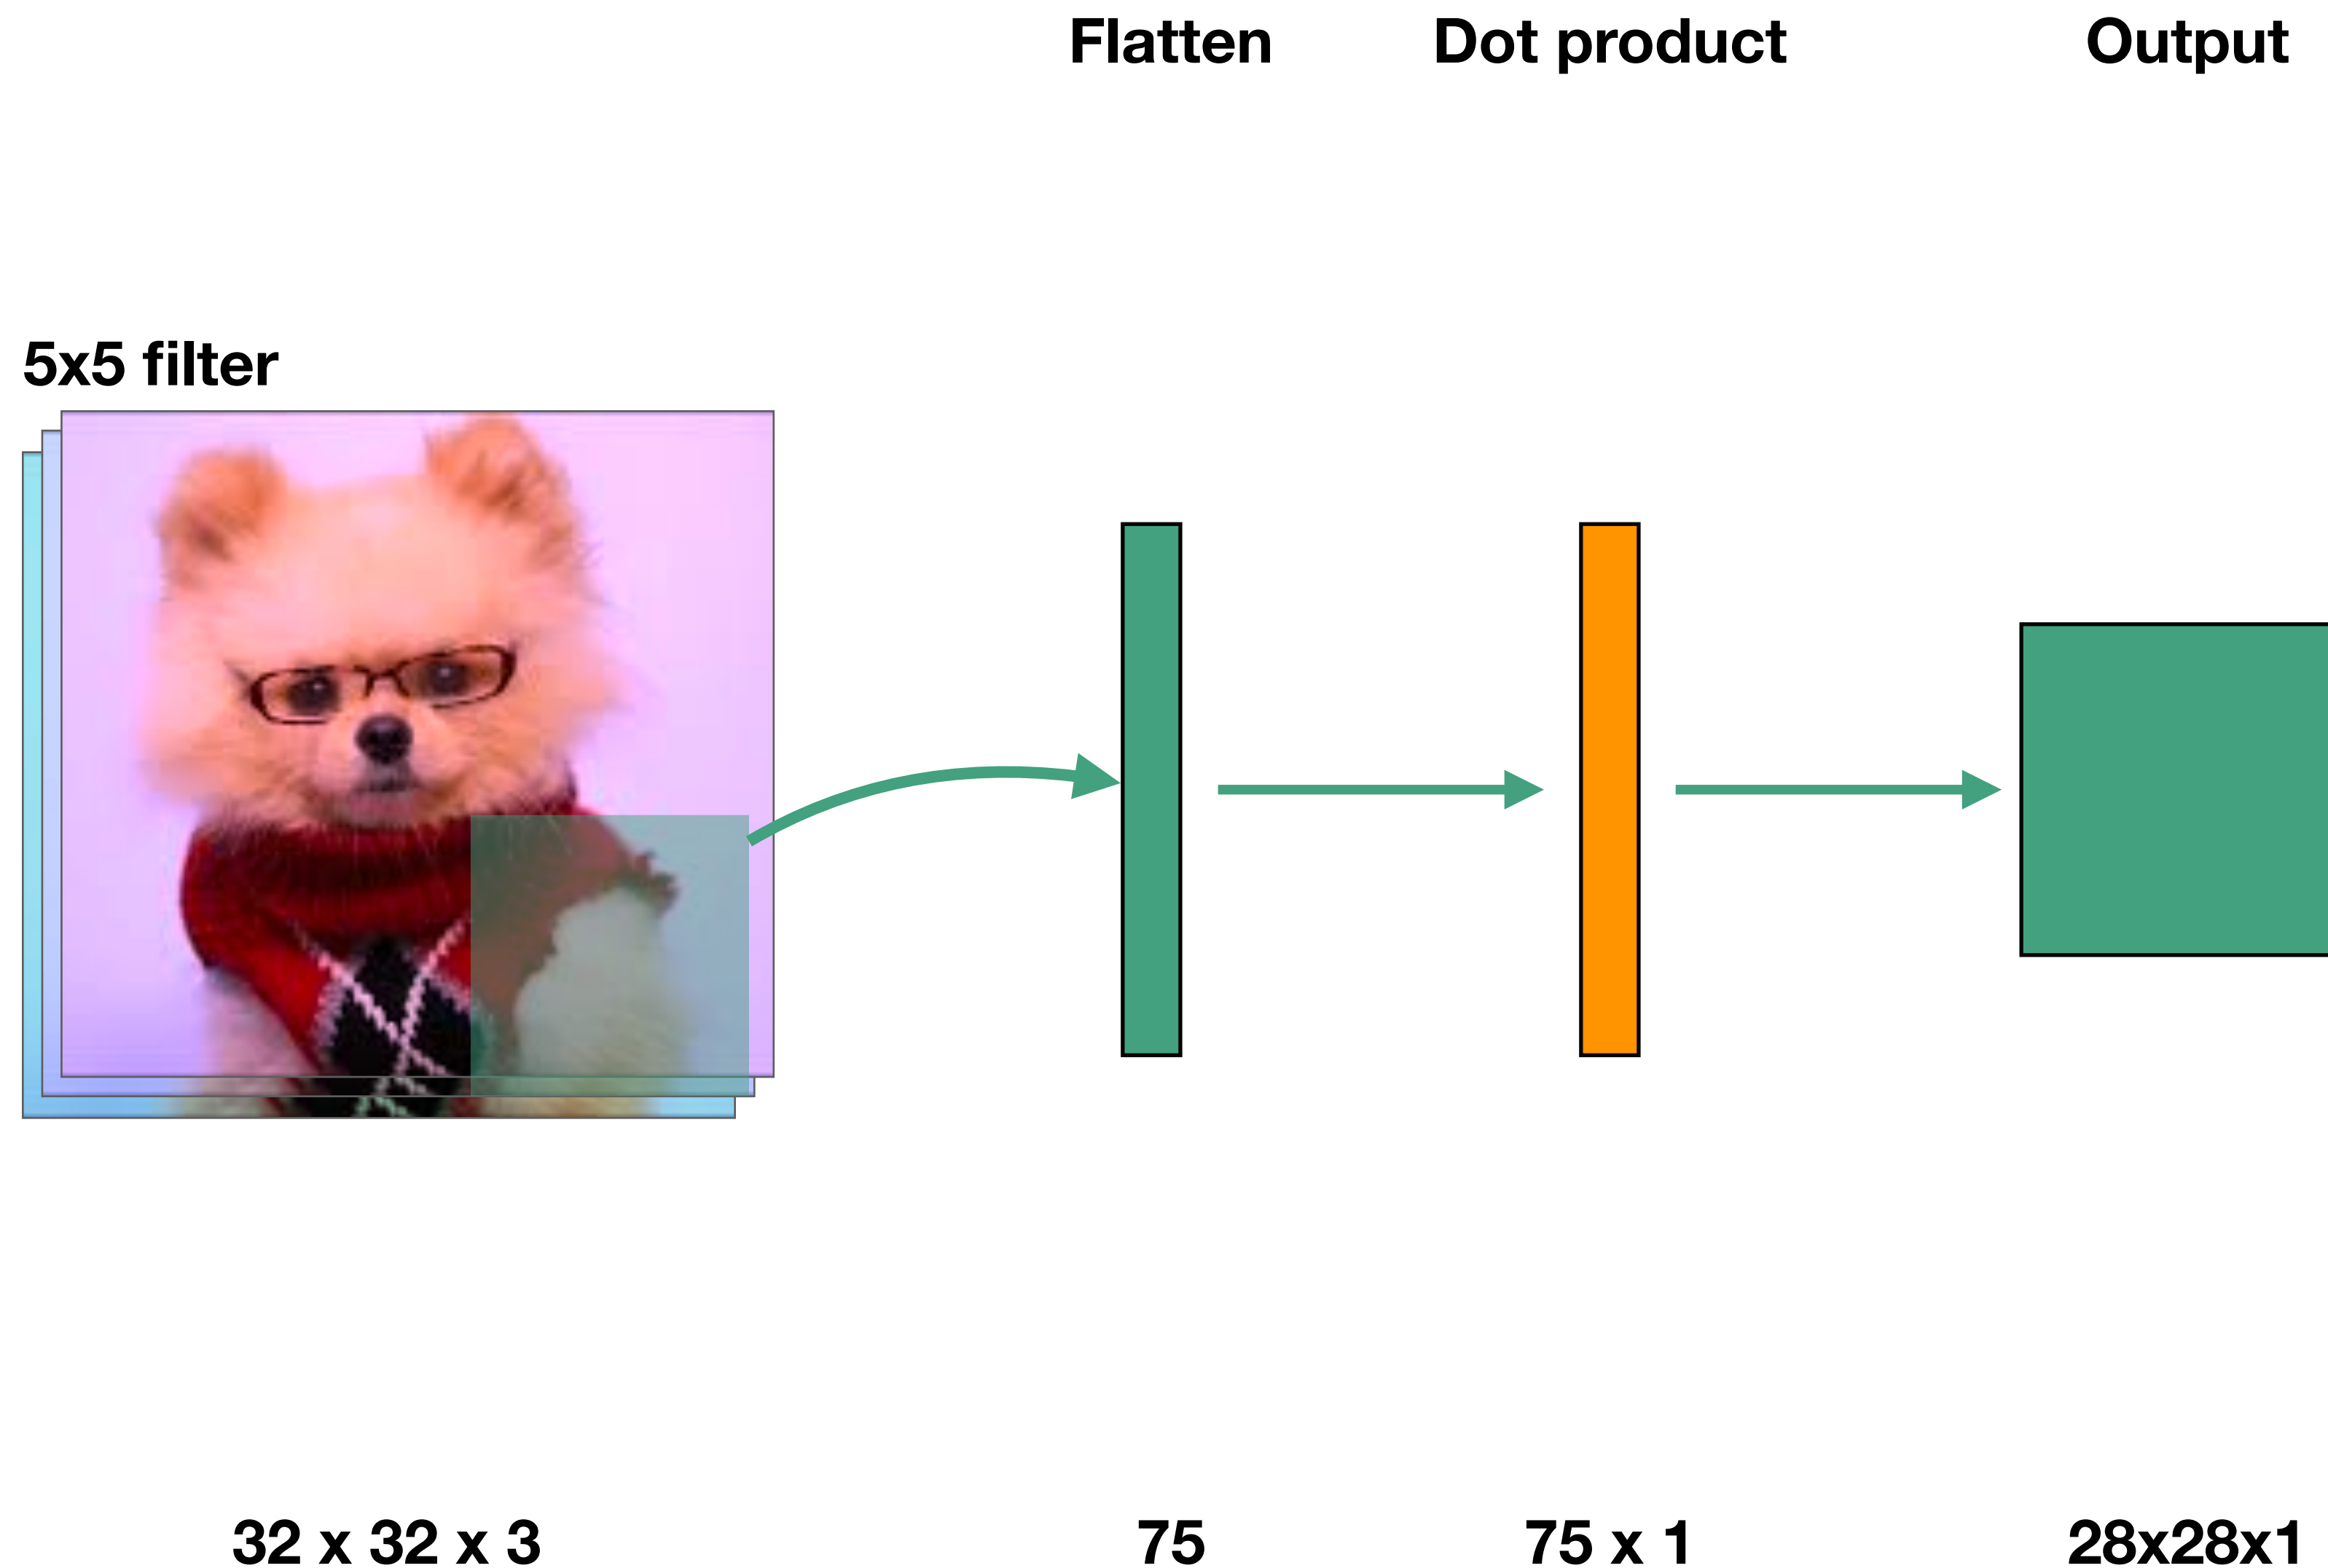 Flatten
Dot product
Output
5x5 filter
32 x 32 x 3
75
75 x 1
28x28x1